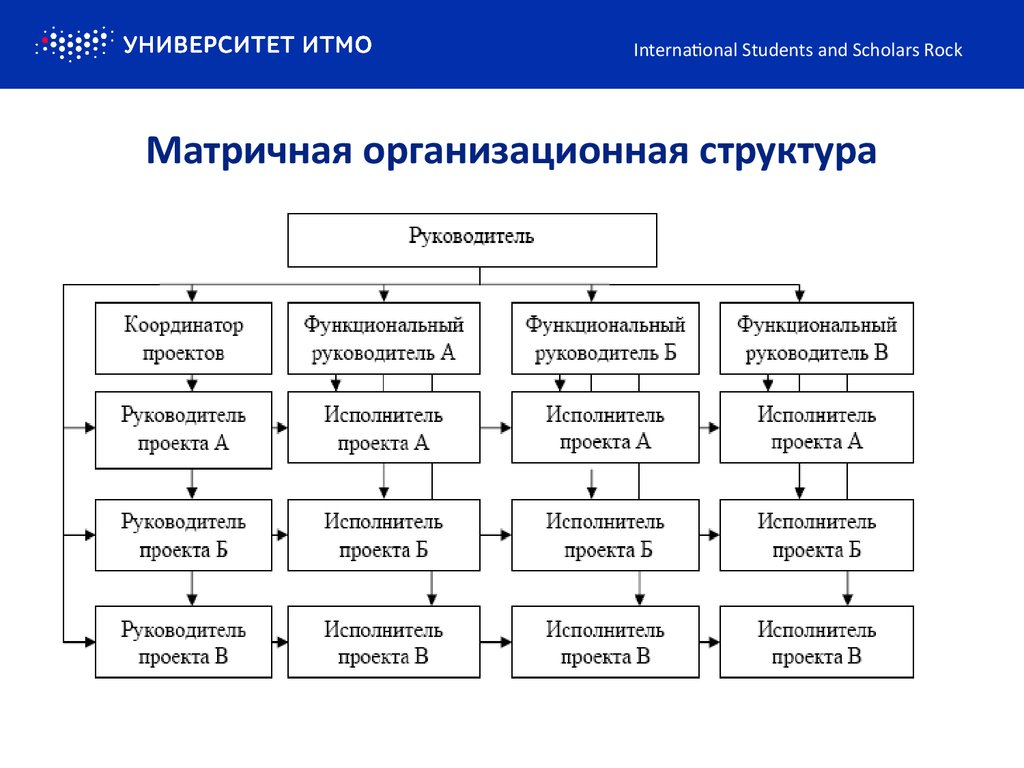 УНИВЕРСИТЕТ ИТМО
International Students and Scholars Rock
Матричная организационная структура
Руководитель
Координатор
проектов
Функциональный
руководитель А
Функциональный
руководитель Б
Функциональный
руководитель В
Руководитель
проекта А
Исполнитель
проекта А
Исполнитель
проекта А
Исполнитель
проекта А
Руководитель
проекта Б
Исполнитель
проекта Б
Исполнитель
проекта Б
Исполнитель
проекта Б
Руководитель
проекта В
Исполнитель
проекта В
Исполнитель
проекта В
Исполнитель
проекта В